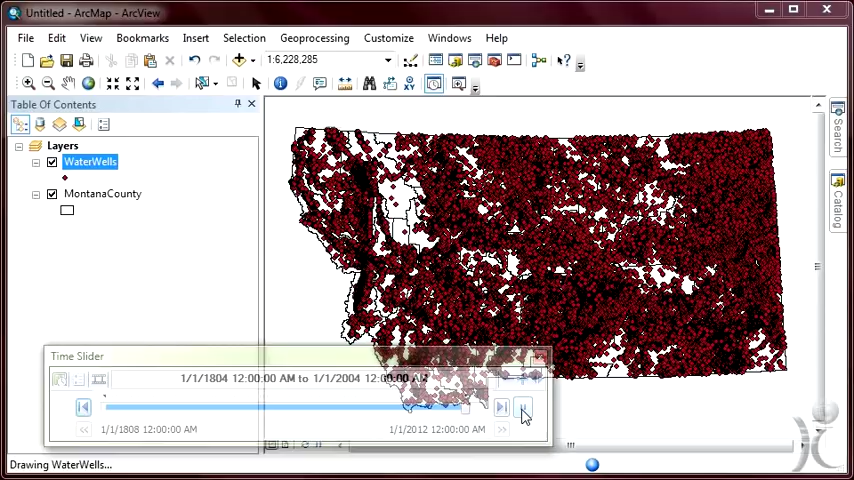 Untitled - ArcMap - ArcView
File Edit View Bookmarks Insert Selection Geoprocessing Customize Windows Help
1:6,228,285
Table Of Contents
Layers
WaterWells
MontanaCounty
Search
Catalog
Time Slider
1/1/1804 12:00:00 AM to 1/1/2004 12:00:00 AM
1/1/1808 12:00:00 AM
1/1/2012 12:00:00 AM
Drawing WaterWells...